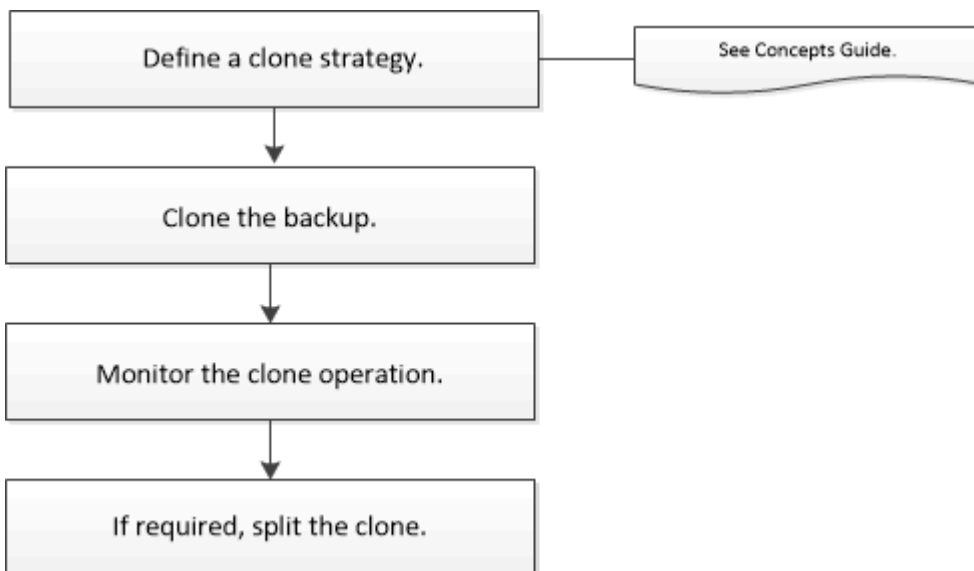 Define a clone strategy.
See Concepts Guide.
Clone the backup.
Monitor the clone operation.
If required, split the clone.